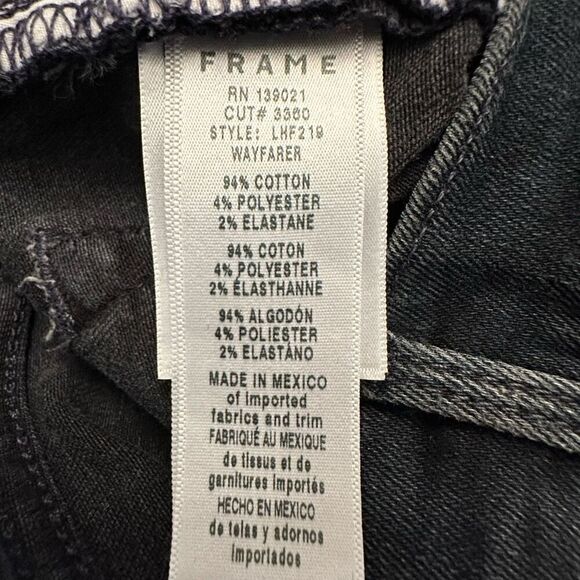 FRAME
RN 139021
CUT# 3360
STYLE: LHF219
WAYFARER
94% COTTON
4% POLYESTER
2% ELASTANE
94% COTON
4% POLYESTER
2% ÉLASTHANNE
94% ALGODÓN
4% POLIESTER
2% ELASTÁNO
MADE IN MEXICO
of imported
fabrics and trim
FABRIQUÉ AU MEXIQUE
de tissus et de
garnitures importés
HECHO EN MEXICO
de telas y adornos
importados